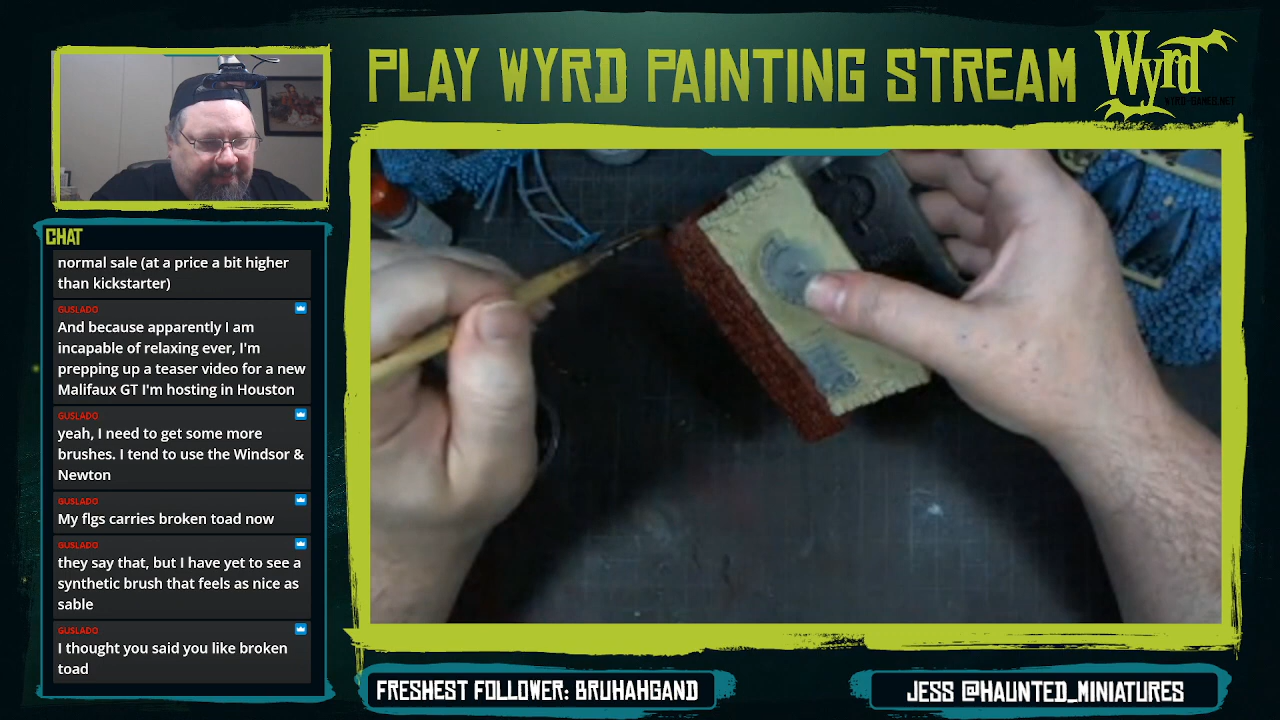 PLAY WYRD PAINTING STREAM
Wyrd
WYRD-GAMES.NET
CHAT
normal sale (at a price a bit higher
than kickstarter)
GUSLADO
And because apparently I am
incapable of relaxing ever, I'm
prepping up a teaser video for a new
Malifaux GT I'm hosting in Houston
GUSLADO
yeah, I need to get some more
brushes. I tend to use the Windsor &
Newton
GUSLADO
My flgs carries broken toad now
GUSLADO
they say that, but I have yet to see a
synthetic brush that feels as nice as
sable
GUSLADO
I thought you said you like broken
toad
FRESHEST FOLLOWER: BRUHAHGAND
JESS @HAUNTED_MINIATURES